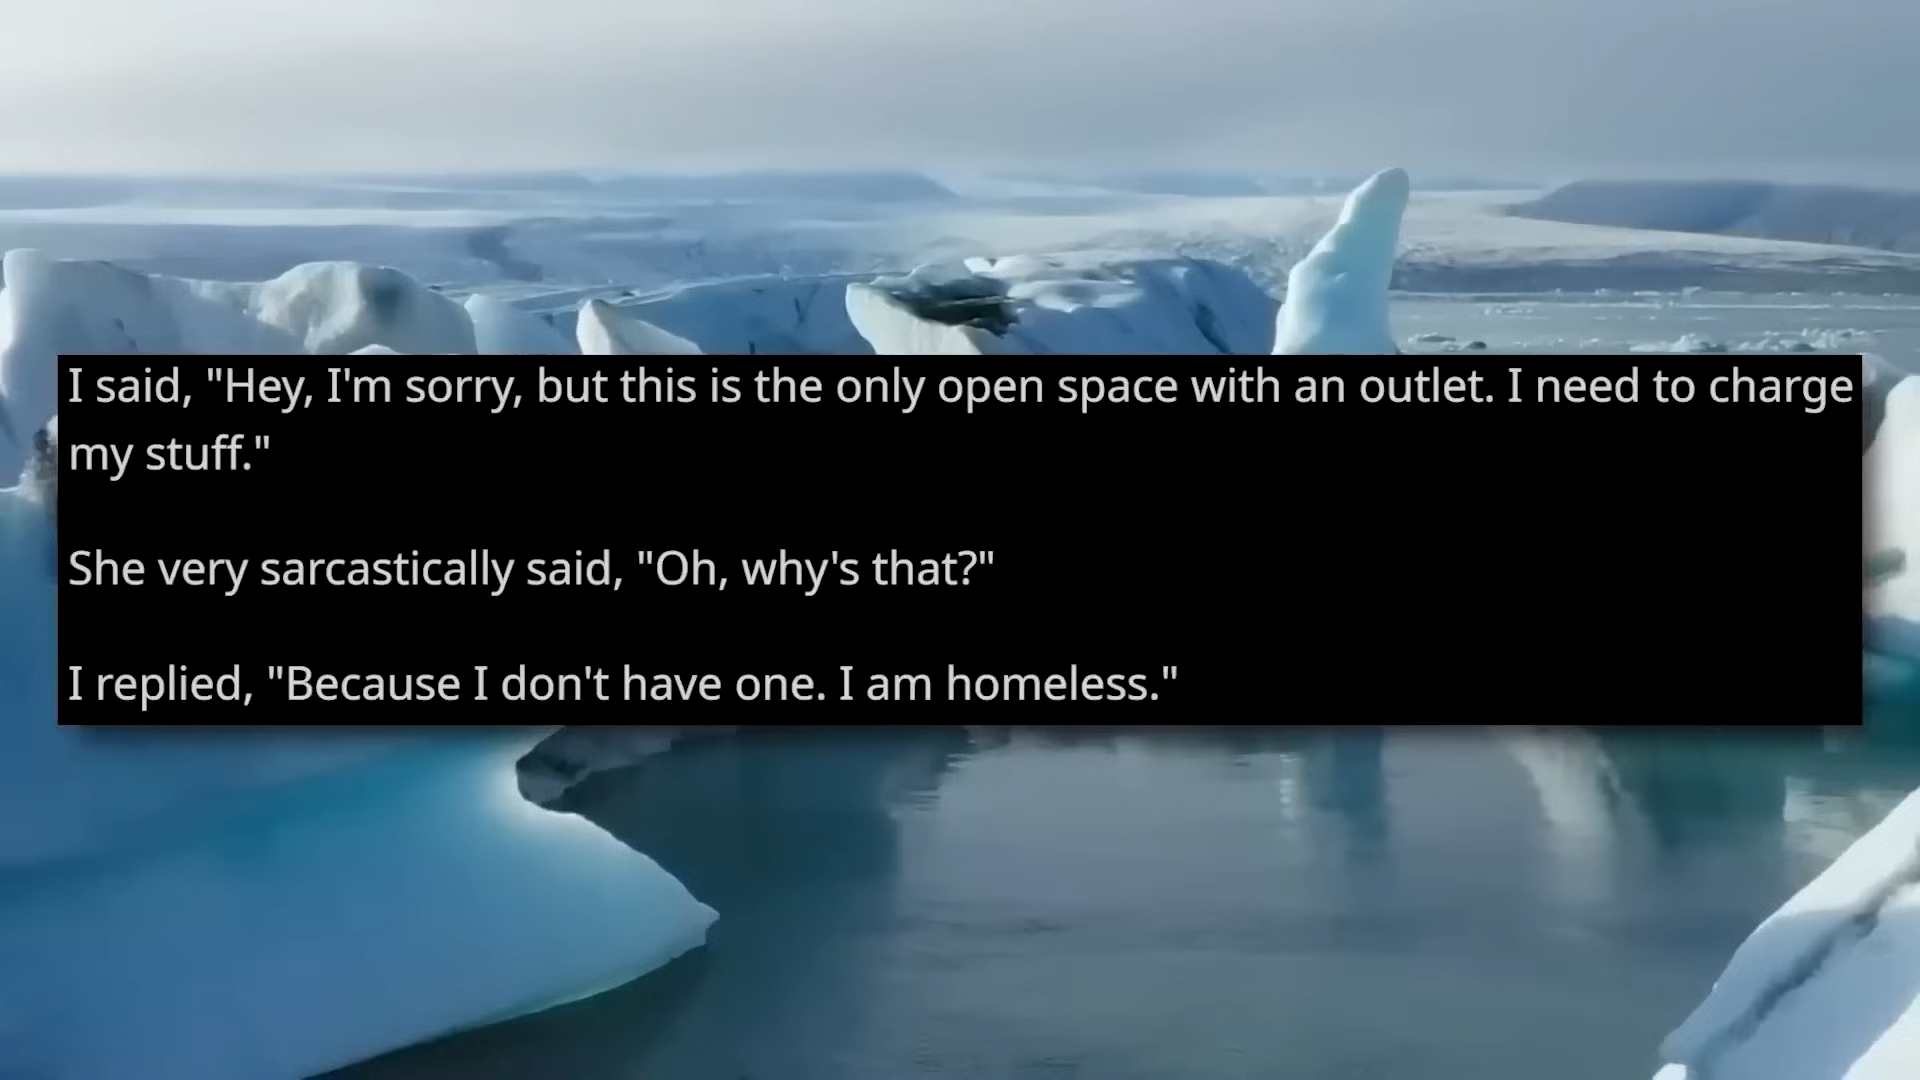 I said, "Hey, I'm sorry, but this is the only open space with an outlet. I need to charge
my stuff."
She very sarcastically said, "Oh, why's that?"
I replied, "Because I don't have one. I am homeless."